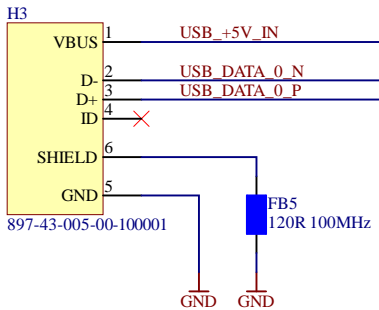 H3
VBUS 1 USB_+5V_IN
D- 2 USB_DATA_0_N
D+ 3 USB_DATA_0_P
ID 4
SHIELD 6
GND 5
897-43-005-00-100001
FB5
120R 100MHz
GND GND